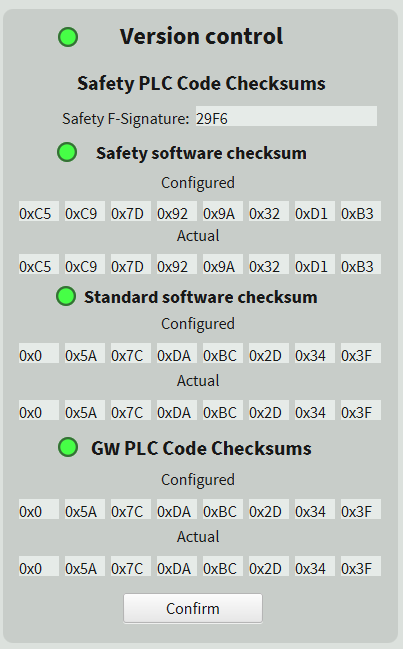 Version control
Safety PLC Code Checksums
Safety F-Signature: 29F6
Safety software checksum
Configured
0xC5 0xC9 0x7D 0x92 0x9A 0x32 0xD1 0xB3
Actual
0xC5 0xC9 0x7D 0x92 0x9A 0x32 0xD1 0xB3
Standard software checksum
Configured
0x0 0x5A 0x7C 0xDA 0xBC 0x2D 0x34 0x3F
Actual
0x0 0x5A 0x7C 0xDA 0xBC 0x2D 0x34 0x3F
GW PLC Code Checksums
Configured
0x0 0x5A 0x7C 0xDA 0xBC 0x2D 0x34 0x3F
Actual
0x0 0x5A 0x7C 0xDA 0xBC 0x2D 0x34 0x3F
Confirm